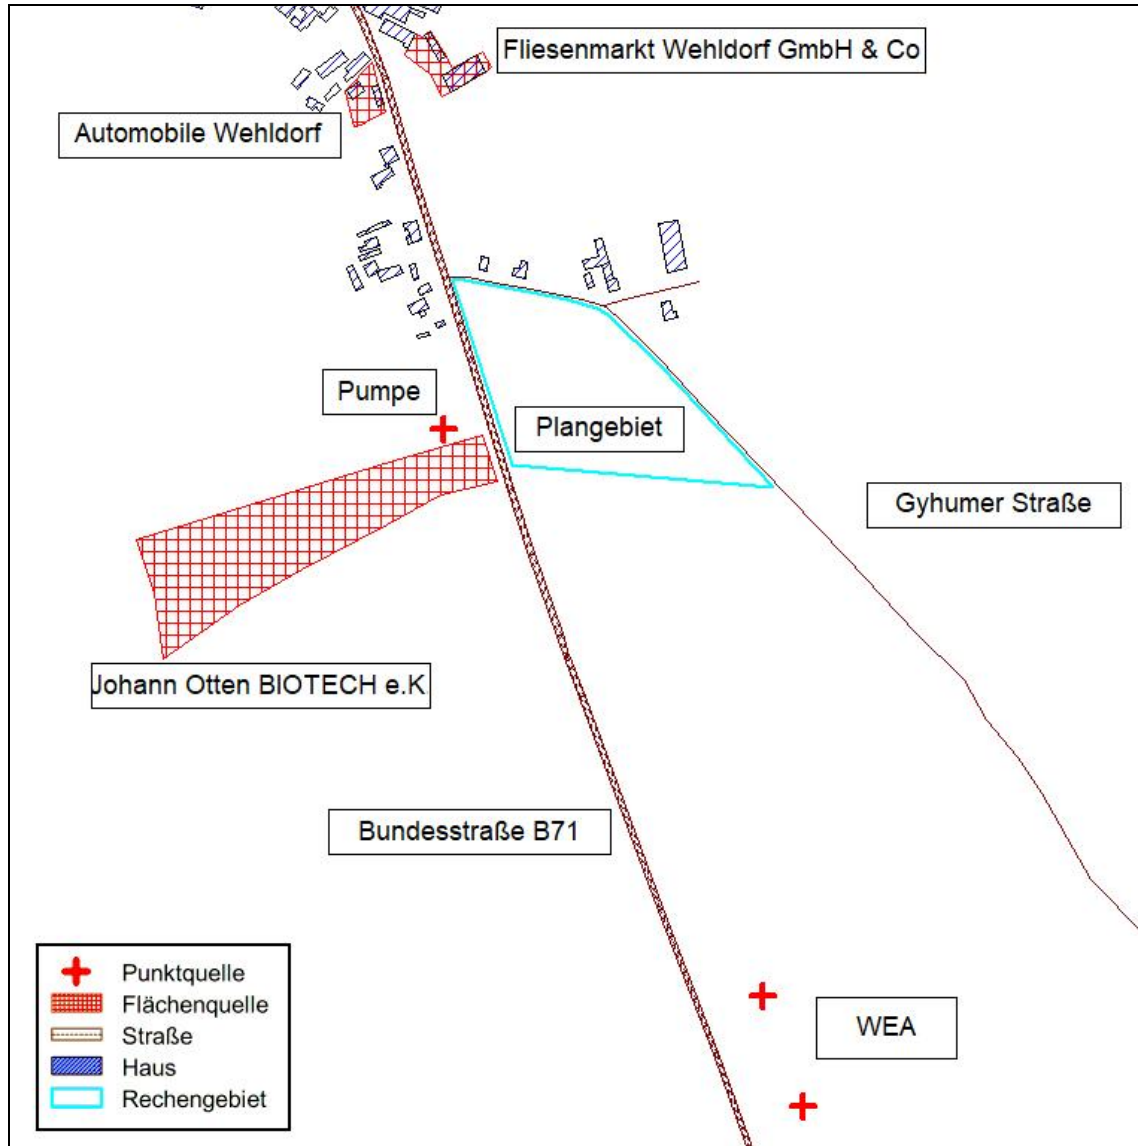 Fliesenmarkt Wehldorf GmbH & Co
Automobile Wehldorf
Pumpe
Plangebiet
Gyhumer Straße
Johann Otten BIOTECH e.K
Bundesstraße B71
WEA
Punktquelle
Flächenquelle
Straße
Haus
Rechengebiet